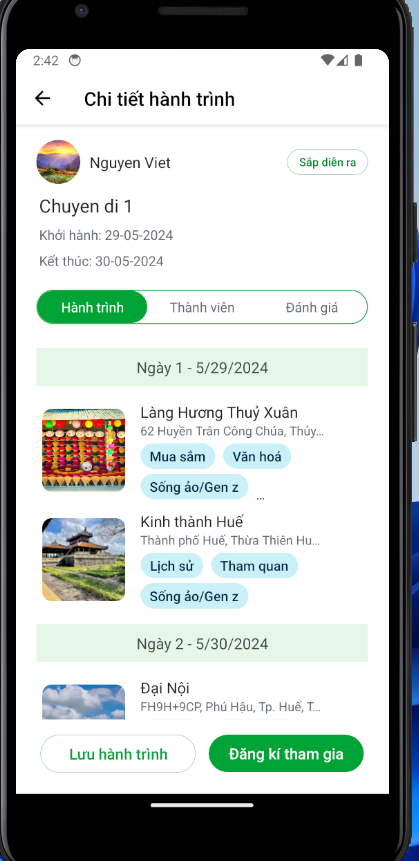 2:42
Chi tiết hành trình
Nguyen Viet
Sắp diễn ra
Chuyen di 1
Khởi hành: 29-05-2024
Kết thúc: 30-05-2024
Hành trình Thành viên Đánh giá
Ngày 1 - 5/29/2024
Làng Hương Thuỷ Xuân
62 Huyền Trân Công Chúa, Thủy...
Mua sắm Văn hoá
Sống ảo/Gen z ...
Kinh thành Huế
Thành phố Huế, Thừa Thiên Hu...
Lịch sử Tham quan
Sống ảo/Gen z
Ngày 2 - 5/30/2024
Đại Nội
FH9H+9CP, Phú Hậu, Tp. Huế, T...
Lưu hành trình Đăng kí tham gia